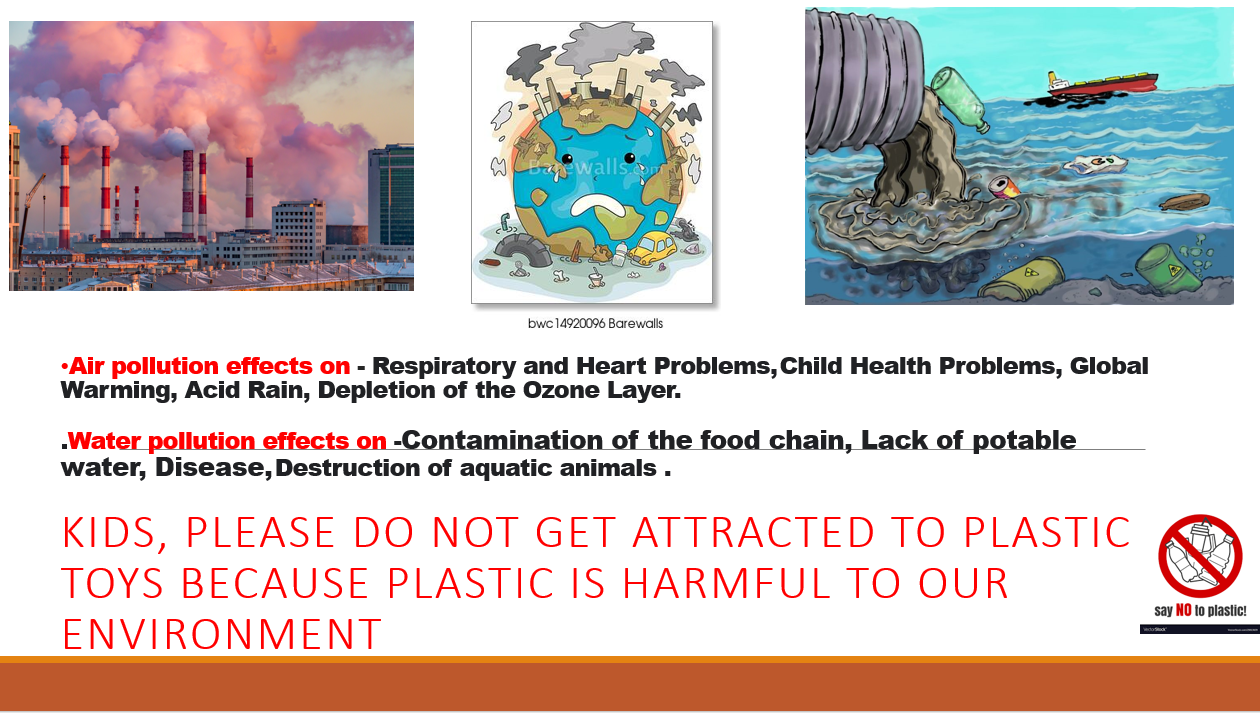 Barewalls.com
bwc14920096 Barewalls
•Air pollution effects on - Respiratory and Heart Problems,Child Health Problems, Global
Warming, Acid Rain, Depletion of the Ozone Layer.
.Water pollution effects on -Contamination of the food chain, Lack of potable
water, Disease,Destruction of aquatic animals .
KIDS, PLEASE DO NOT GET ATTRACTED TO PLASTIC
TOYS BECAUSE PLASTIC IS HARMFUL TO OUR
ENVIRONMENT
say NO to plastic!
VectorStock